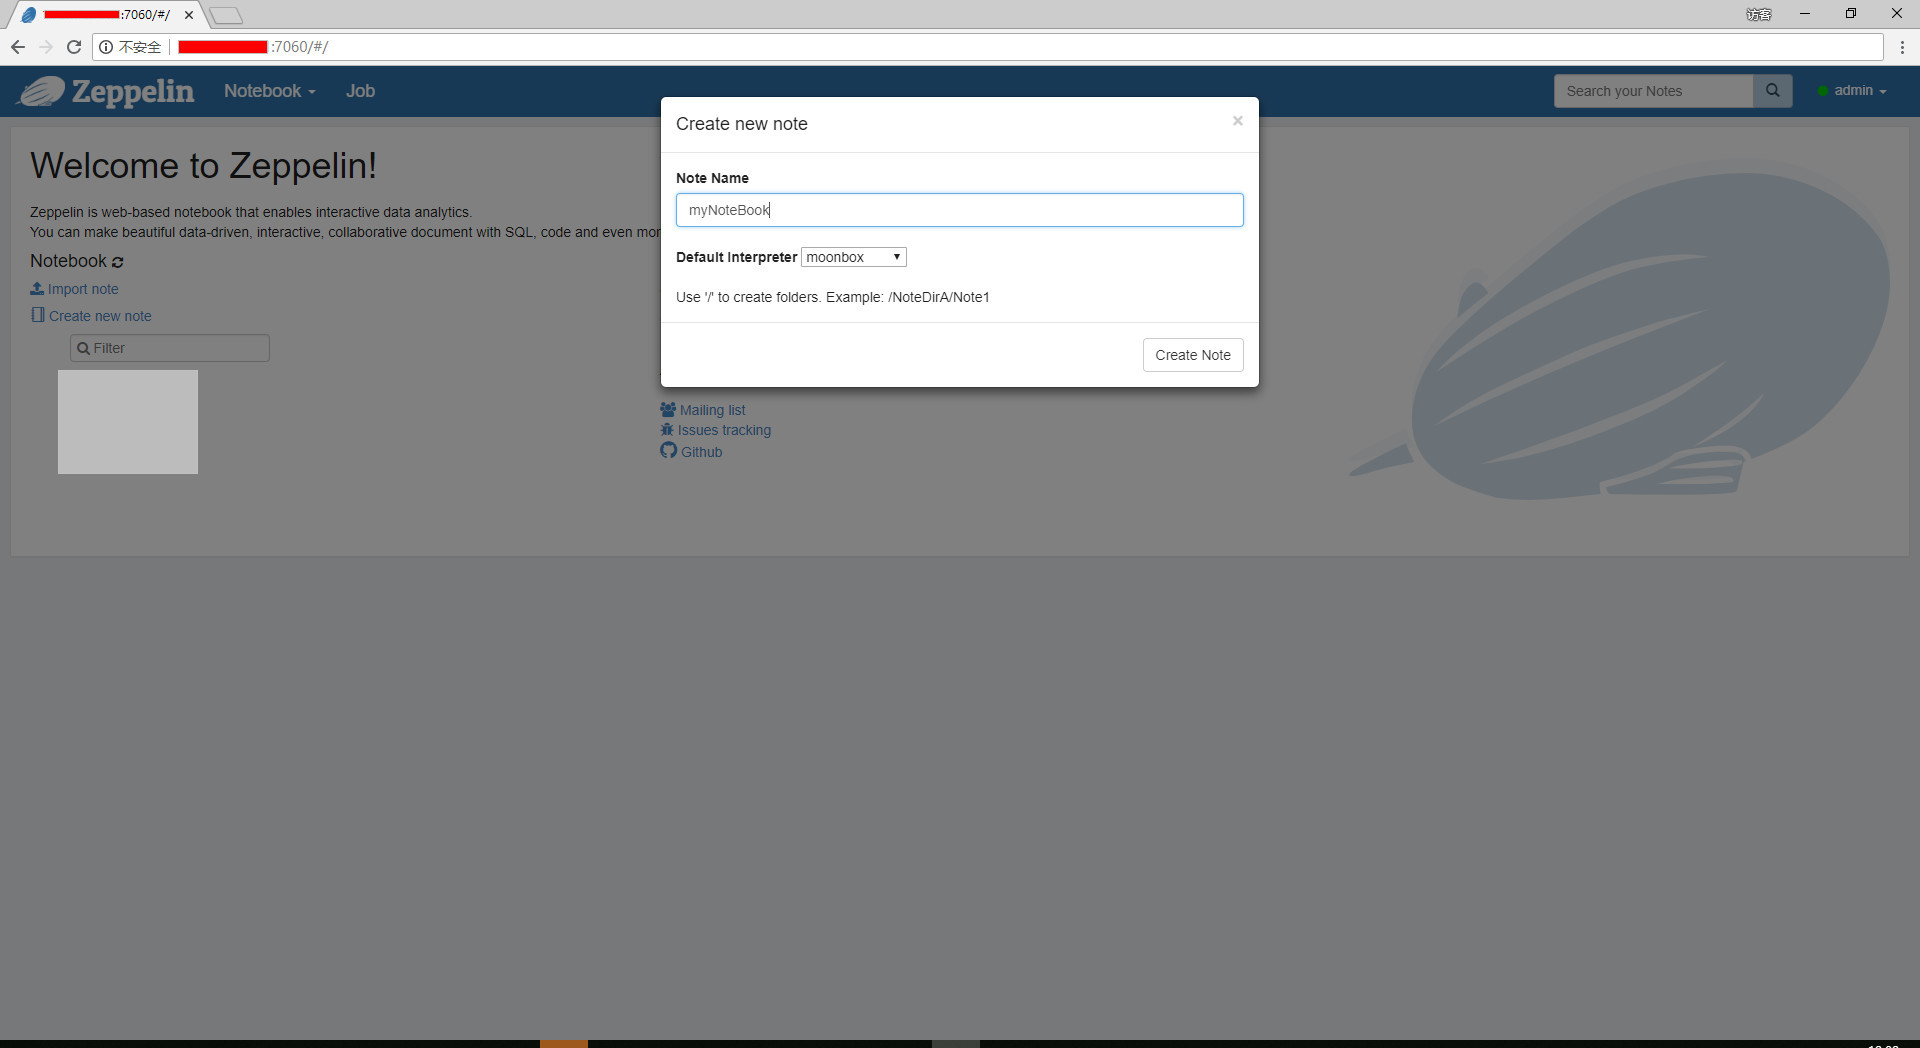 :7060/#/
访客
不安全
:7060/#/
Zeppelin
Notebook
Job
Search your Notes
admin
Create new note
×
Note Name
myNoteBook
Default Interpreter
moonbox
Use '/' to create folders. Example: /NoteDirA/Note1
Create Note
Welcome to Zeppelin!
Zeppelin is web-based notebook that enables interactive data analytics.
You can make beautiful data-driven, interactive, collaborative document with SQL, code and even mor
Notebook
Import note
Create new note
Filter
Mailing list
Issues tracking
Github